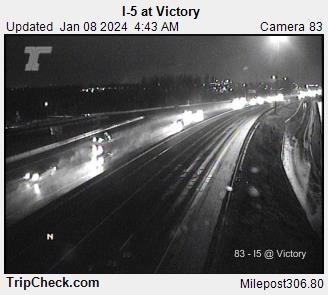 I-5 at Victory
Updated Jan 08 2024 4:43 AM Camera 83
T
N
83 - I5 @ Victory
TripCheck.com Milepost306.80